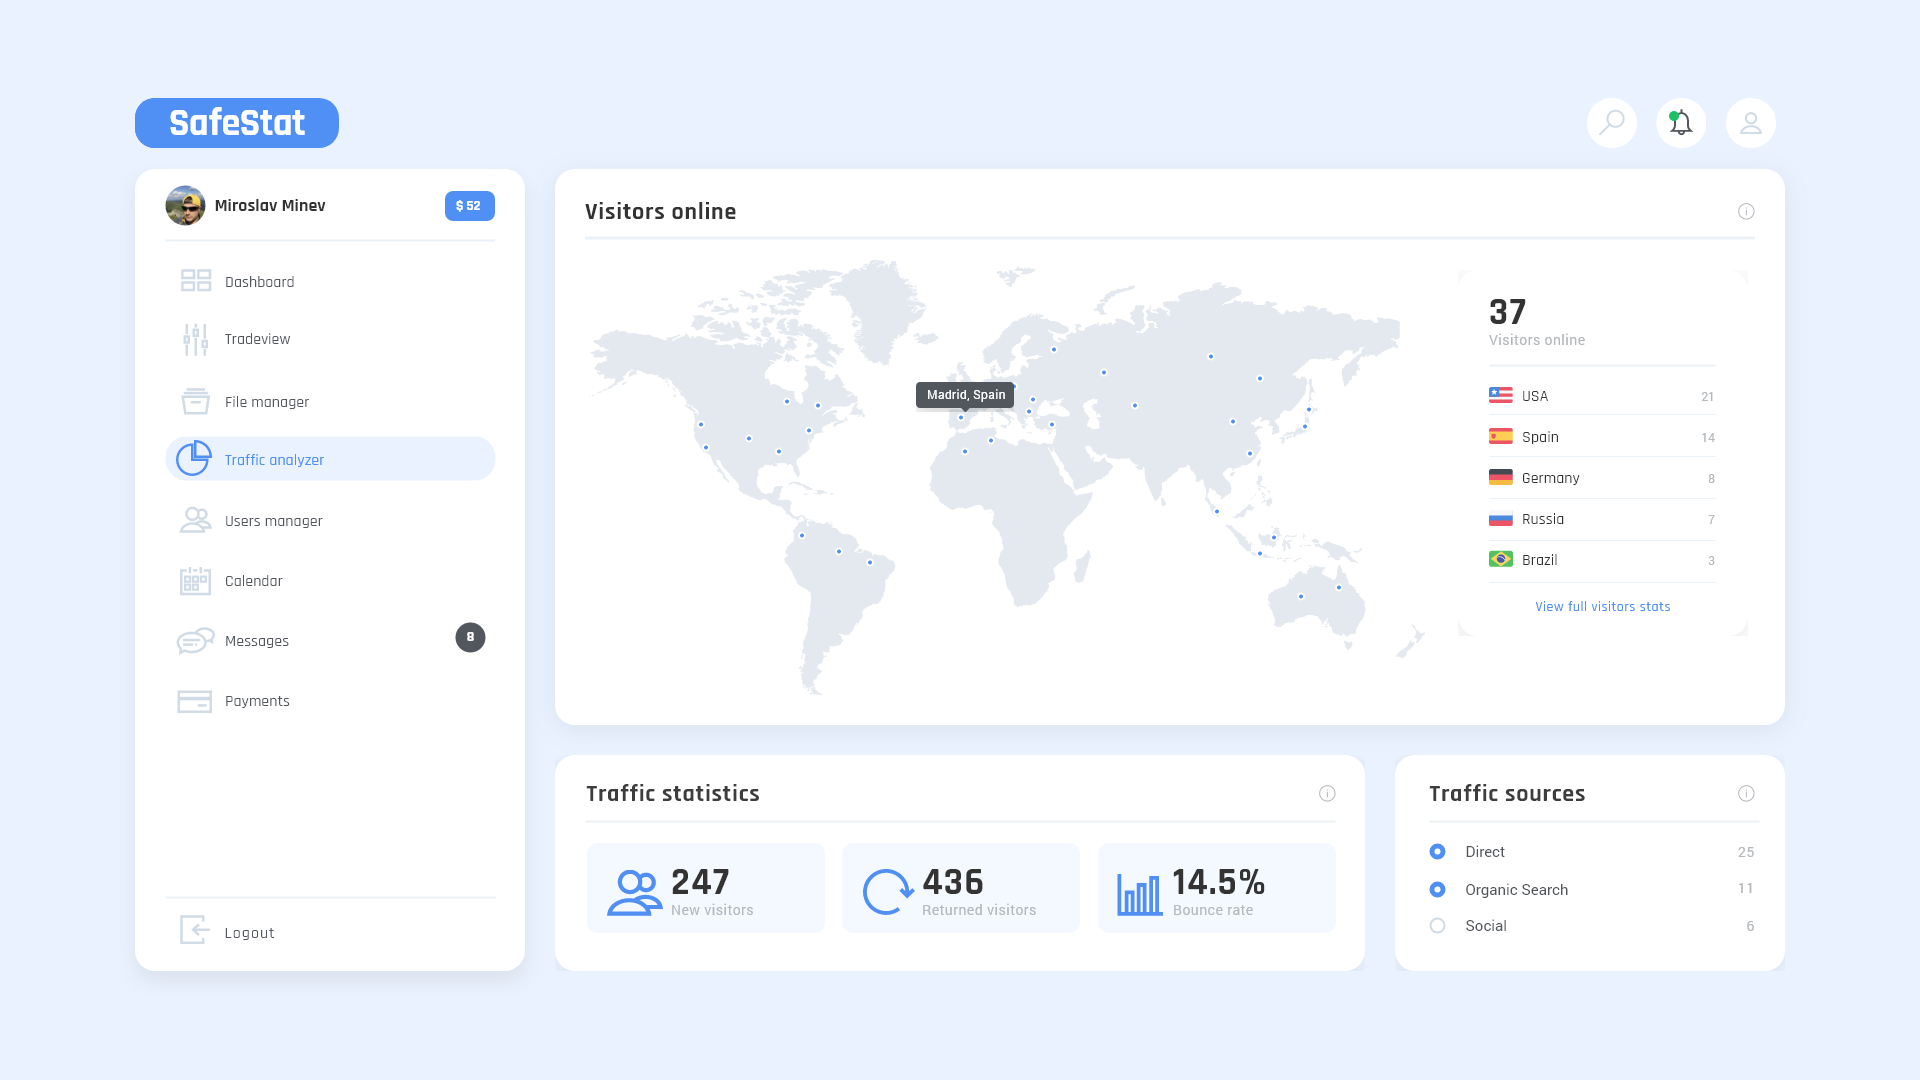 SafeStat
Miroslav Minev
$ 52
Dashboard
Tradeview
File manager
Traffic analyzer
Users manager
Calendar
Messages
8
Payments
Logout
Visitors online
Madrid, Spain
37
Visitors online
USA 21
Spain 14
Germany 8
Russia 7
Brazil 3
View full visitors stats
Traffic statistics
247
New visitors
436
Returned visitors
14.5%
Bounce rate
Traffic sources
Direct 25
Organic Search 11
Social 6